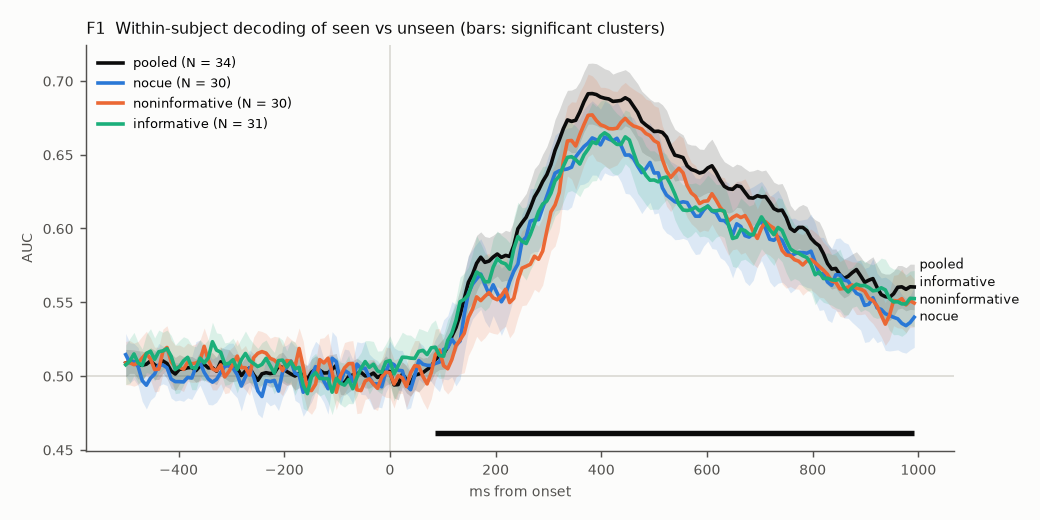 F1 Within-subject decoding of seen vs unseen (bars: significant clusters)
pooled (N = 34)
nocue (N = 30)
noninformative (N = 30)
informative (N = 31)
0.70
0.65
0.60
0.55
0.50
0.45
AUC
pooled
informative
noninformative
nocue
−400
−200
0
200
400
600
800
1000
ms from onset